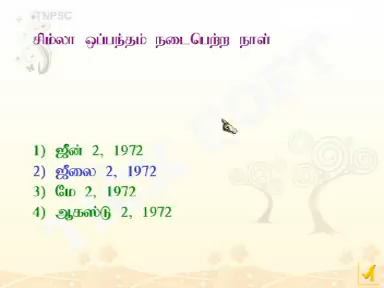 TNPSC
சிம்லா ஒப்பந்தம் நடைபெற்ற நாள்
1) ஜீன் 2, 1972
2) ஜீலை 2, 1972
3) மே 2, 1972
4) ஆகஸ்டு 2, 1972